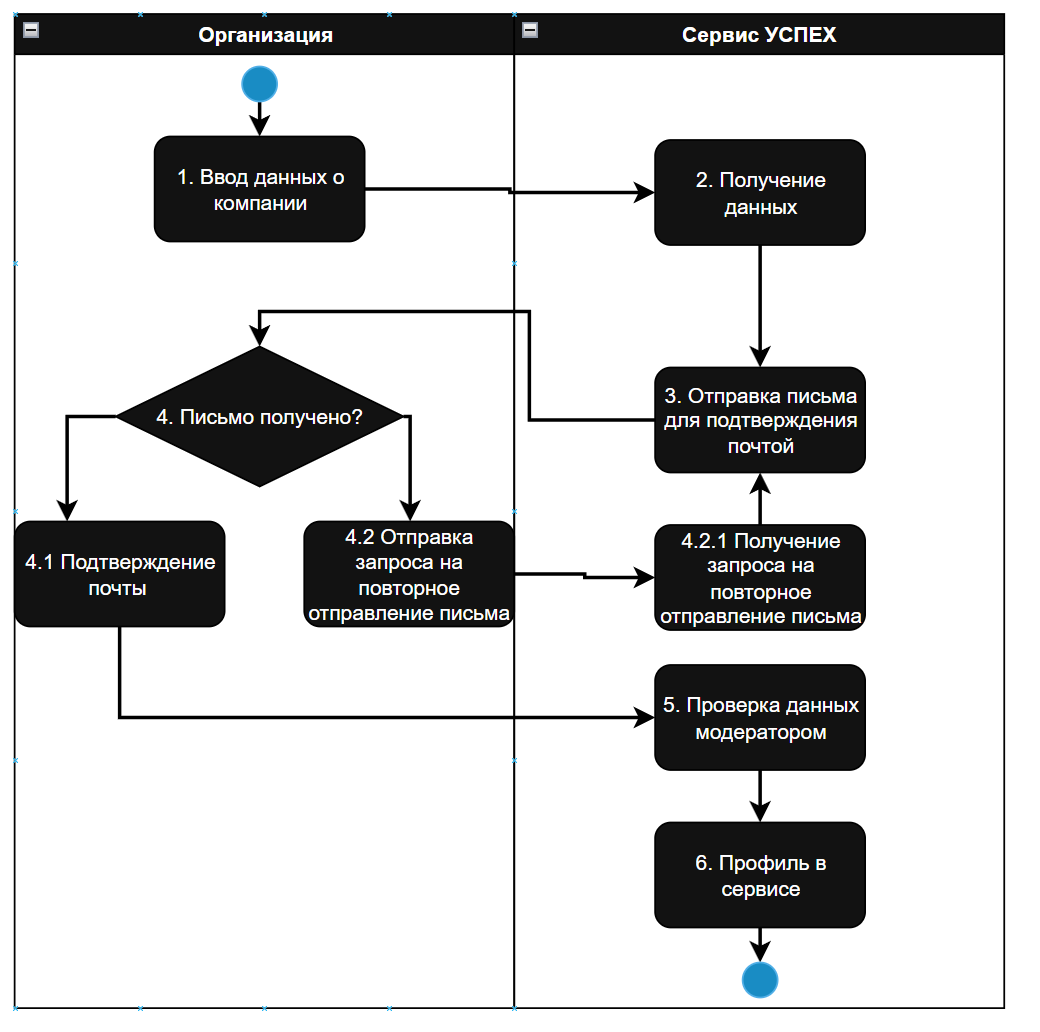 Организация
Сервис УСПЕХ
1. Ввод данных о
компании
2. Получение
данных
3. Отправка письма
для подтверждения
почтой
4. Письмо получено?
4.1 Подтверждение
почты
4.2 Отправка
запроса на
повторное
отправление письма
4.2.1 Получение
запроса на
повторное
отправление письма
5. Проверка данных
модератором
6. Профиль в
сервисе